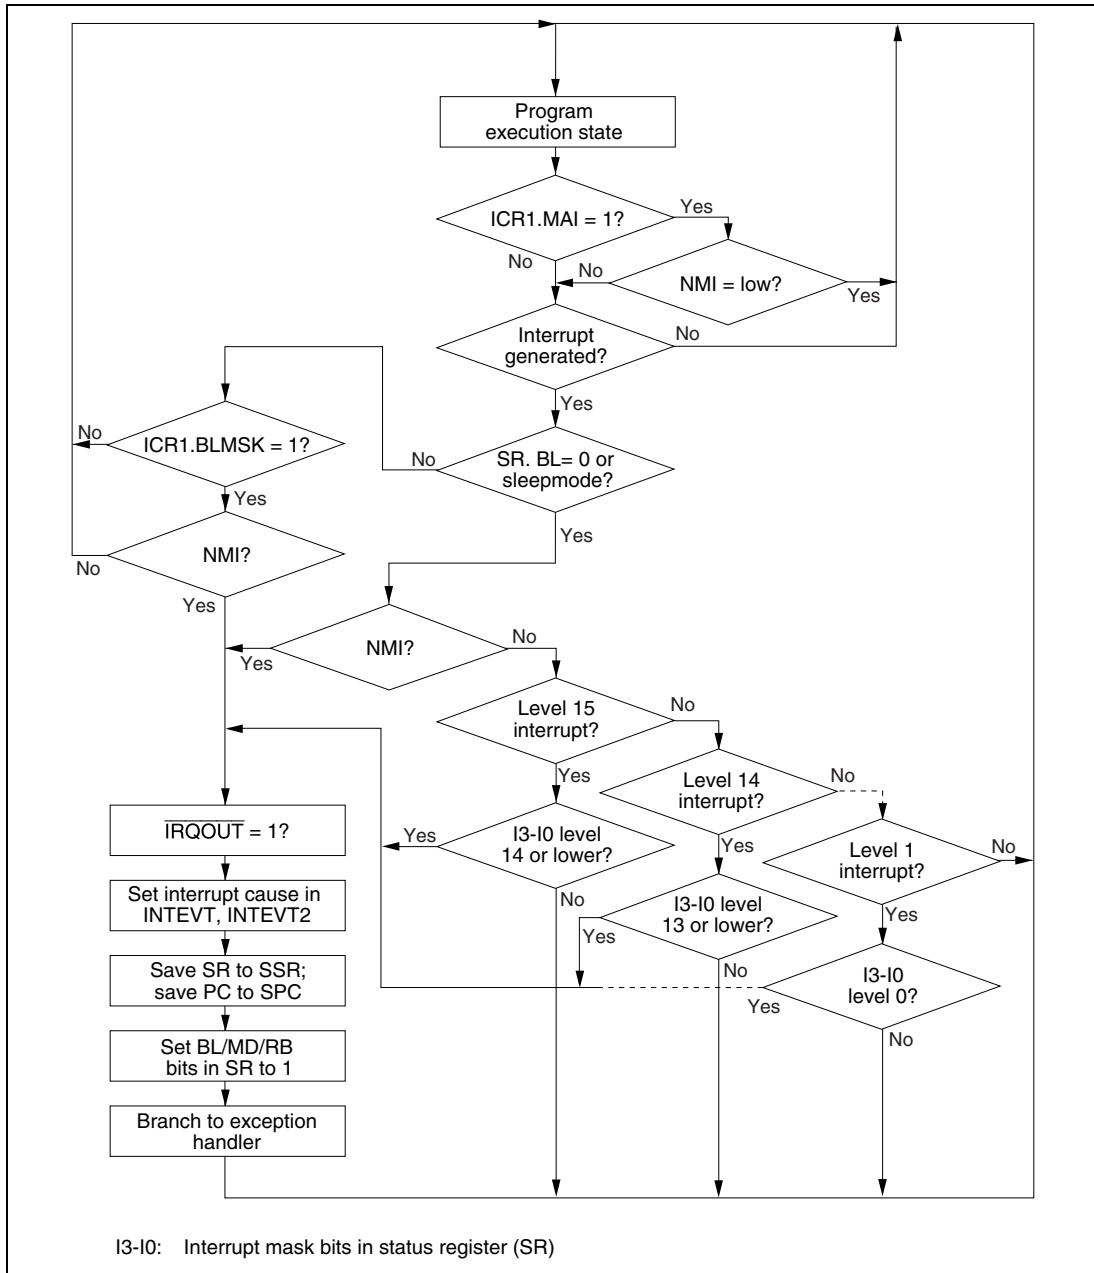 Program
execution state
ICR1.MAI = 1?
Yes
No
NMI = low?
No
Yes
Interrupt
generated?
No
Yes
ICR1.BLMSK = 1?
No
Yes
SR. BL= 0 or
sleepmode?
No
Yes
NMI?
No
Yes
NMI?
Yes
No
Level 15
interrupt?
No
Yes
Level 14
interrupt?
No
Yes
I3-I0 level
14 or lower?
Yes
No
Level 1
interrupt?
No
Yes
I3-I0 level
13 or lower?
Yes
No
I3-I0
level 0?
Yes
No
IRQOUT = 1?
Set interrupt cause in
INTEVT, INTEVT2
Save SR to SSR;
save PC to SPC
Set BL/MD/RB
bits in SR to 1
Branch to exception
handler
I3-I0: Interrupt mask bits in status register (SR)